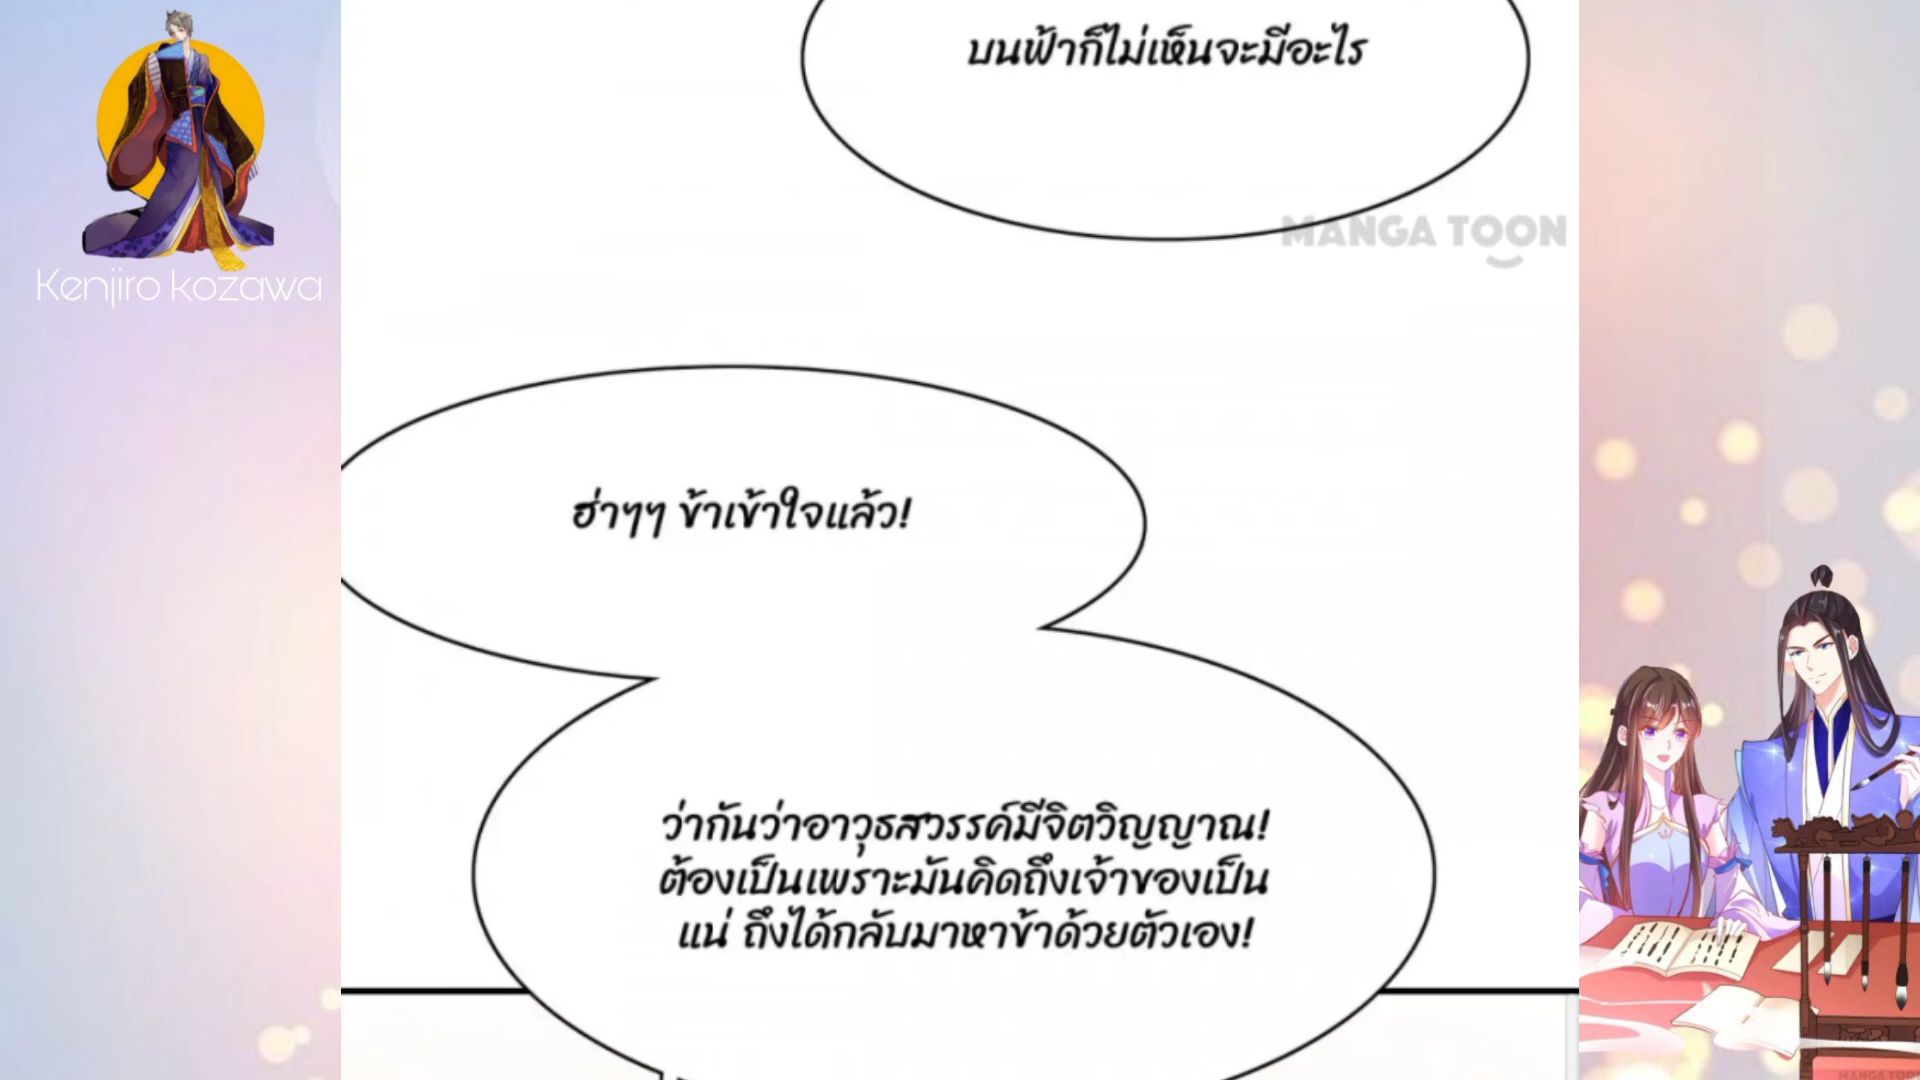 บนฟ้าก็ไม่เห็นจะมีอะไร
MANGA TOON
Kenjiro kozawa
ฮ่าๆๆ ข้าเข้าใจแล้ว!
ว่ากันว่าอาวุธสวรรค์มีจิตวิญญาณ!
ต้องเป็นเพราะมันคิดถึงเจ้าของเป็น
แน่ ถึงได้กลับมาหาข้าด้วยตัวเอง!
MANGA TOON